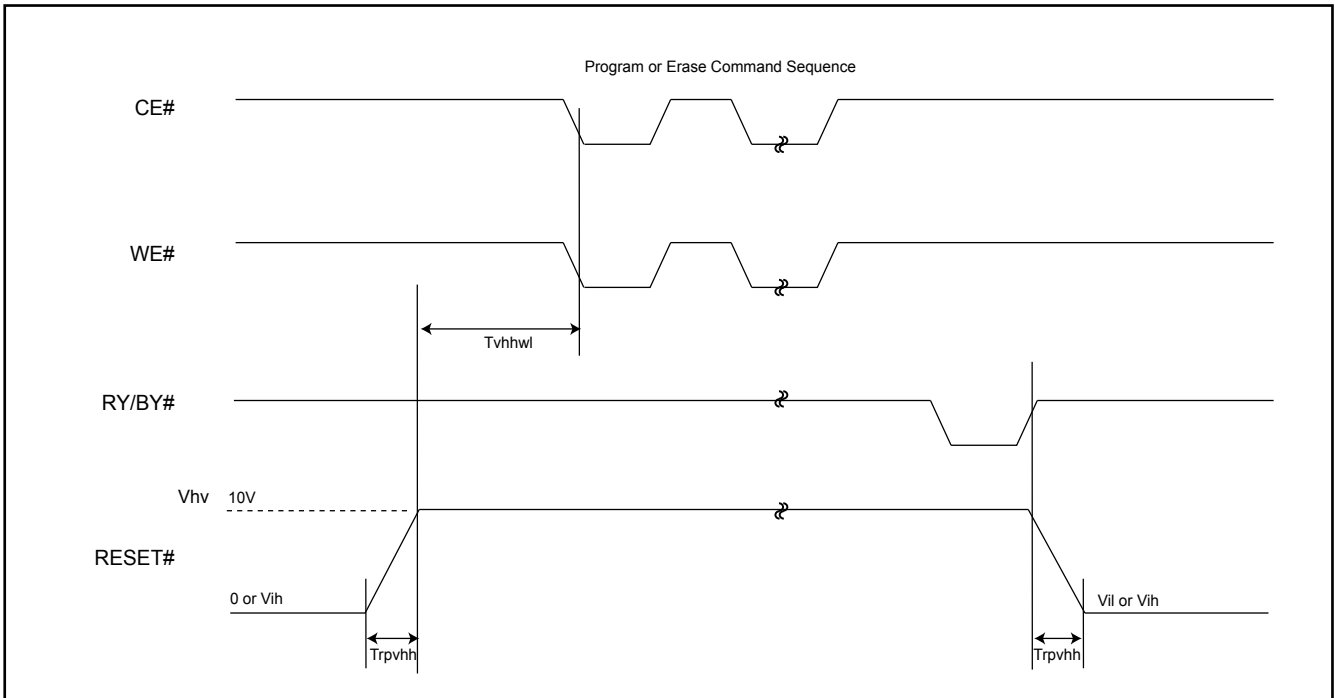 Program or Erase Command Sequence
CE#
WE#
Tvhhwl
RY/BY#
Vhv 10V
RESET#
0 or Vih
Vil or Vih
Trpvhh
Trpvhh